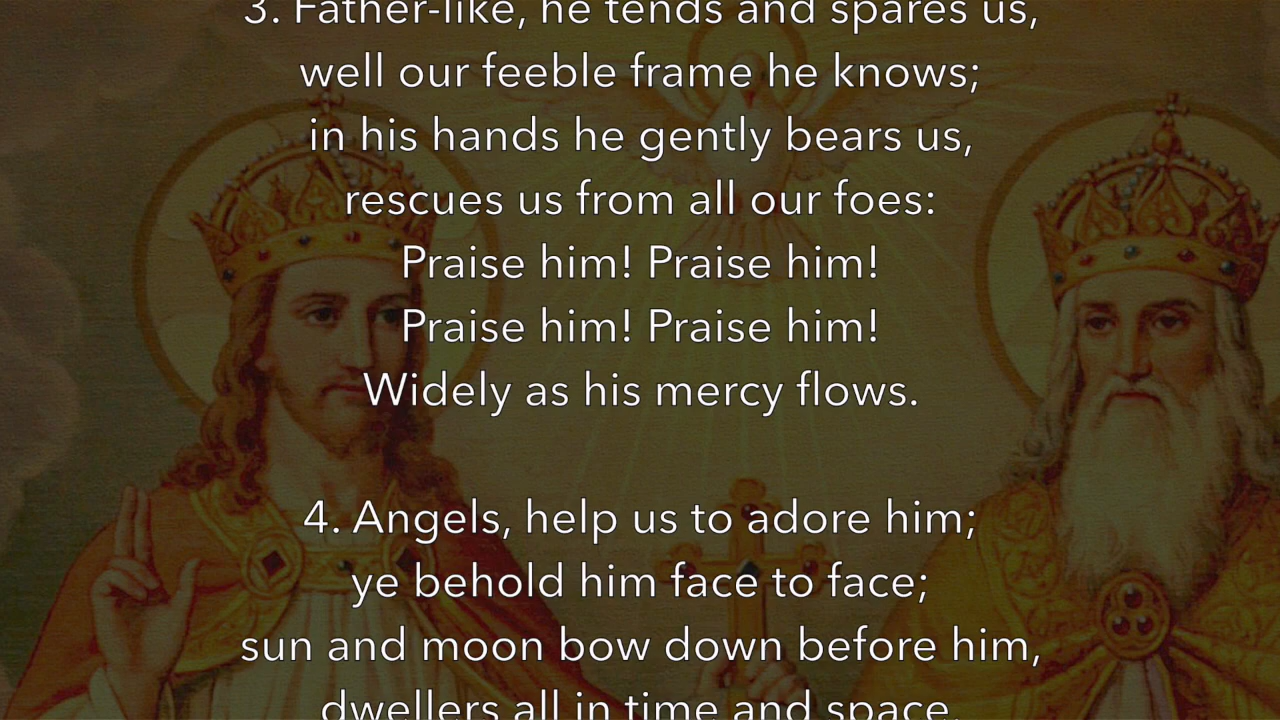 3. Father-like, he tends and spares us,
well our feeble frame he knows;
in his hands he gently bears us,
rescues us from all our foes:
Praise him! Praise him!
Praise him! Praise him!
Widely as his mercy flows.
4. Angels, help us to adore him;
ye behold him face to face;
sun and moon bow down before him,
dwellers all in time and space.